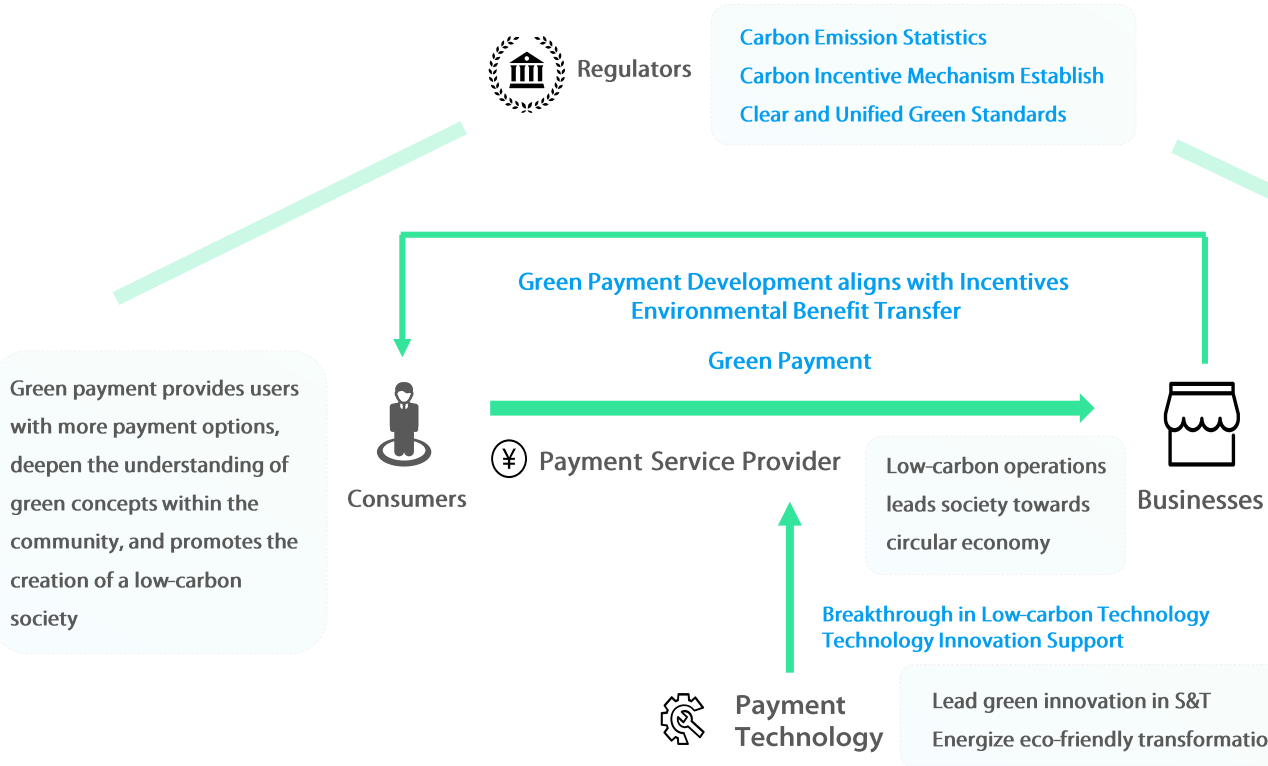 Regulators
Carbon Emission Statistics
Carbon Incentive Mechanism Establish
Clear and Unified Green Standards
Green Payment Development aligns with Incentives
Environmental Benefit Transfer
Green Payment
Green payment provides users
with more payment options,
deepen the understanding of
green concepts within the
community, and promotes the
creation of a low-carbon
society
Consumers
¥ Payment Service Provider
Low-carbon operations
leads society towards
circular economy
Businesses
Breakthrough in Low-carbon Technology
Technology Innovation Support
Payment
Technology
Lead green innovation in S&T
Energize eco-friendly transformatio